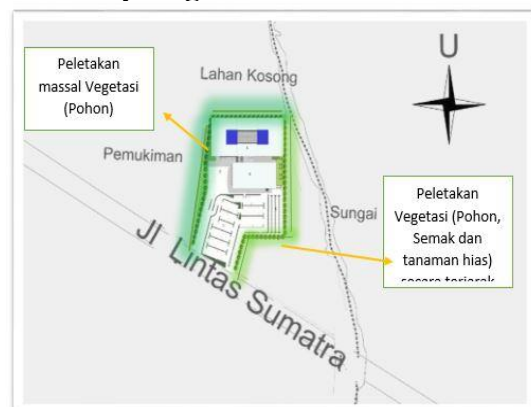 Peletakan
massal Vegetasi
(Pohon)
Lahan Kosong
U
Pemukiman
Sungai
Peletakan
Vegetasi (Pohon,
Semak dan
tanaman hias)
Jl Lintas Sumatra